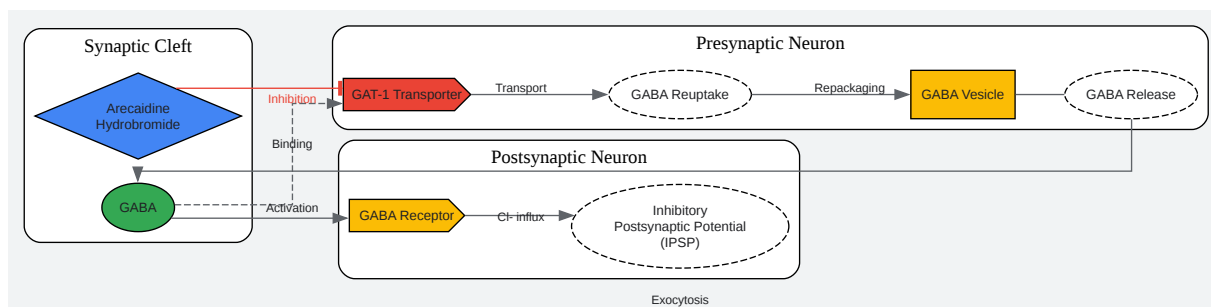 Synaptic Cleft
Presynaptic Neuron
Arecaidine
Hydrobromide
Inhibition
GAT-1 Transporter
Transport
GABA Reuptake
Repackaging
GABA Vesicle
GABA Release
Binding
Postsynaptic Neuron
GABA
Activation
GABA Receptor
Cl- influx
Inhibitory
Postsynaptic Potential
(IPSP)
Exocytosis